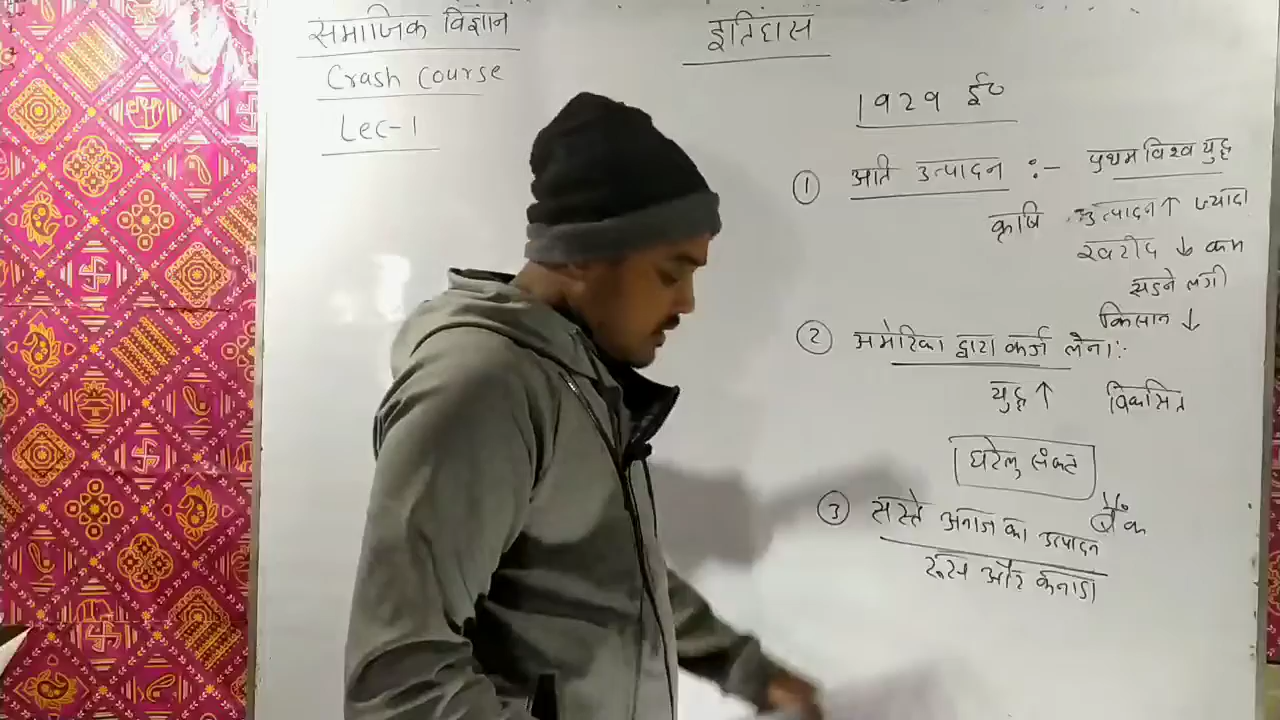 समाजिक विज्ञान
Crash Course
Lec-1
इतिहास
1929 ई०
① अति उत्पादन :- प्रथम विश्व युद्ध
कृषि उत्पादन ↑ ज्यादा
खरीद ↓ कम
सड़ने लगी
किसान ↓
② अमेरिका द्वारा कर्ज लेना:-
युद्ध ↑ विकसित
घरेलु संकट
③ सस्ते अनाज का उत्पादन
बैंक
रूस और कनाडा